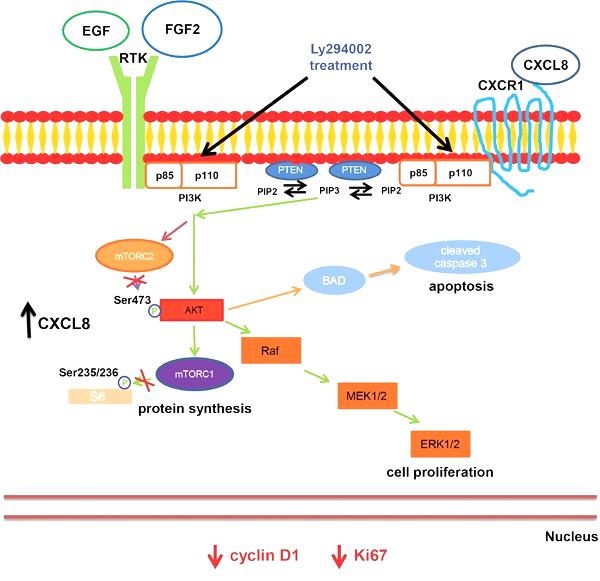 EGF
FGF2
RTK
Ly294002
treatment
CXCL8
CXCR1
p85
p110
PI3K
PTEN
PTEN
PIP2
PIP3
PIP2
p85
p110
PI3K
mTORC2
Ser473
P
AKT
BAD
cleaved
caspase 3
apoptosis
CXCL8
Raf
Ser235/236
P
S6
mTORC1
protein synthesis
MEK1/2
ERK1/2
cell proliferation
Nucleus
cyclin D1
Ki67